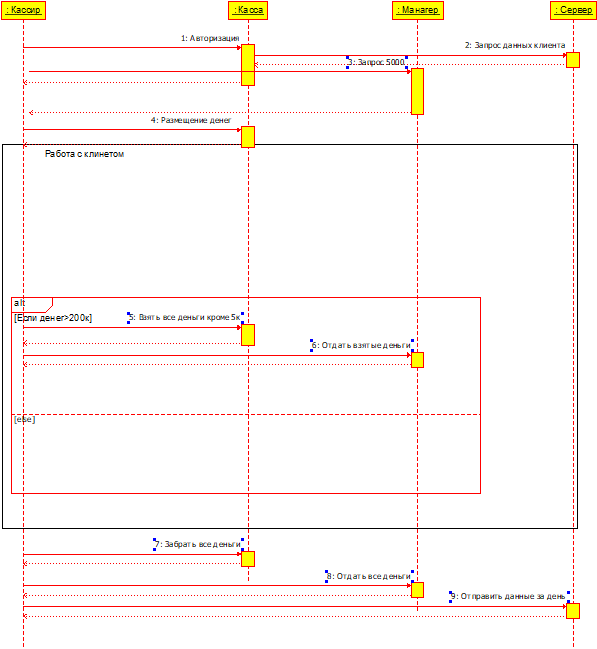 : Кассир
: Касса
: Манагер
: Сервер
1: Авторизация
2: Запрос данных клиента
3: Запрос 5000
4: Размещение денег
Работа с клинетом
alt
[Если денег>200к]
5: Взять все деньги кроме 5к
6: Отдать взятые деньги
[else]
7: Забрать все деньги
8: Отдать все деньги
9: Отправить данные за день